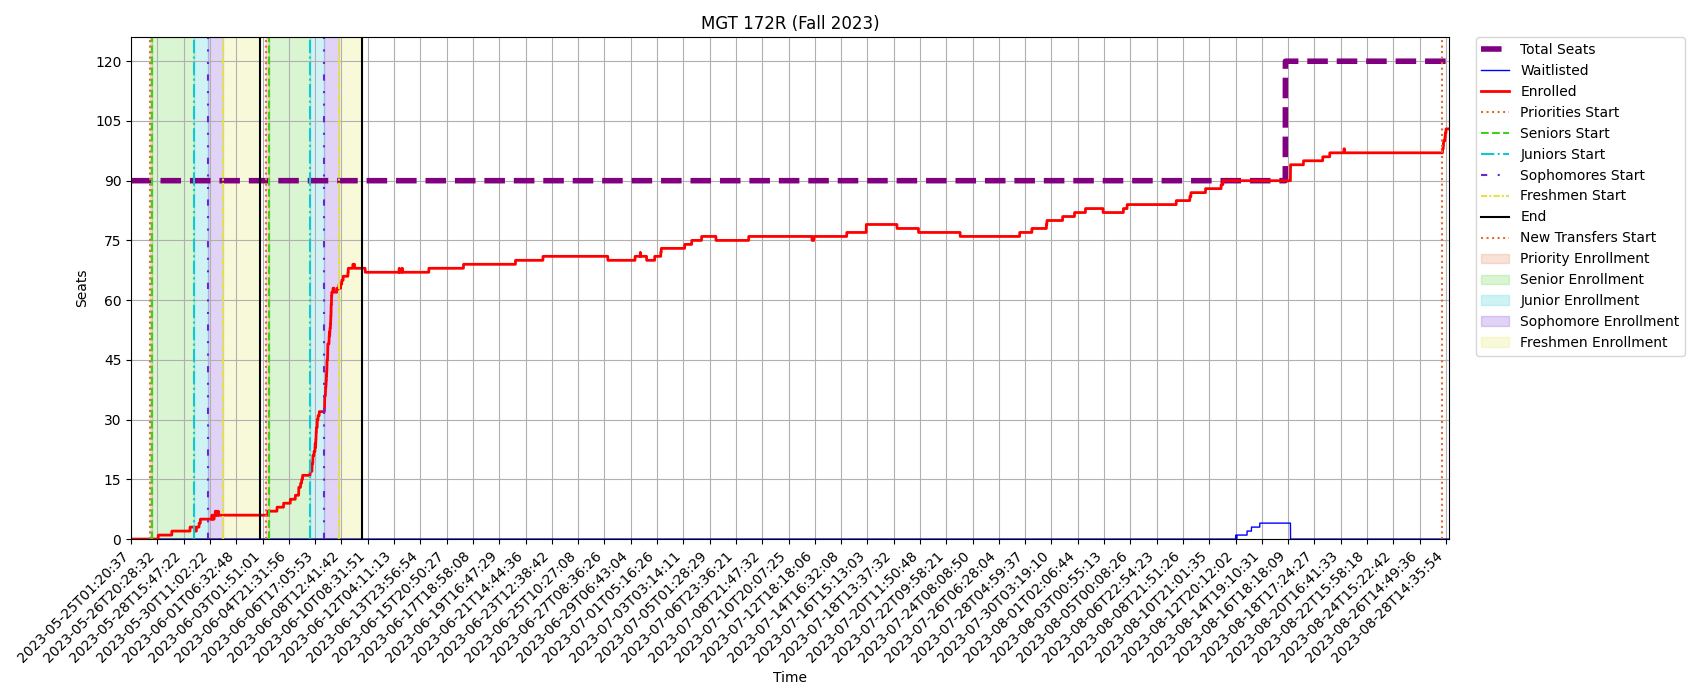 MGT 172R (Fall 2023)
Seats
120
105
90
75
60
45
30
15
0
2023-05-25T01:20:37
2023-05-26T20:28:32
2023-05-28T15:47:22
2023-05-30T11:02:22
2023-06-01T06:32:48
2023-06-03T01:51:01
2023-06-04T21:31:56
2023-06-06T17:05:53
2023-06-08T12:41:42
2023-06-10T08:31:51
2023-06-12T04:11:13
2023-06-13T23:56:54
2023-06-15T20:50:27
2023-06-17T18:58:08
2023-06-19T16:47:29
2023-06-21T14:44:36
2023-06-23T12:38:42
2023-06-25T10:27:08
2023-06-27T08:36:26
2023-06-29T06:43:04
2023-07-01T05:16:26
2023-07-03T03:14:11
2023-07-05T01:28:29
2023-07-06T23:36:21
2023-07-08T21:47:32
2023-07-10T20:07:25
2023-07-12T18:18:06
2023-07-14T16:32:08
2023-07-16T15:13:03
2023-07-18T13:37:32
2023-07-20T11:50:48
2023-07-22T09:58:21
2023-07-24T08:08:50
2023-07-26T06:28:04
2023-07-28T04:59:37
2023-07-30T03:19:10
2023-08-01T02:06:44
2023-08-03T00:55:13
2023-08-05T00:08:26
2023-08-06T22:54:23
2023-08-08T21:51:26
2023-08-10T21:01:35
2023-08-12T20:12:02
2023-08-14T19:10:31
2023-08-16T18:18:09
2023-08-18T17:24:27
2023-08-20T16:41:33
2023-08-22T15:58:18
2023-08-24T15:22:42
2023-08-26T14:49:36
2023-08-28T14:35:54
Time
Total Seats
Waitlisted
Enrolled
Priorities Start
Seniors Start
Juniors Start
Sophomores Start
Freshmen Start
End
New Transfers Start
Priority Enrollment
Senior Enrollment
Junior Enrollment
Sophomore Enrollment
Freshmen Enrollment